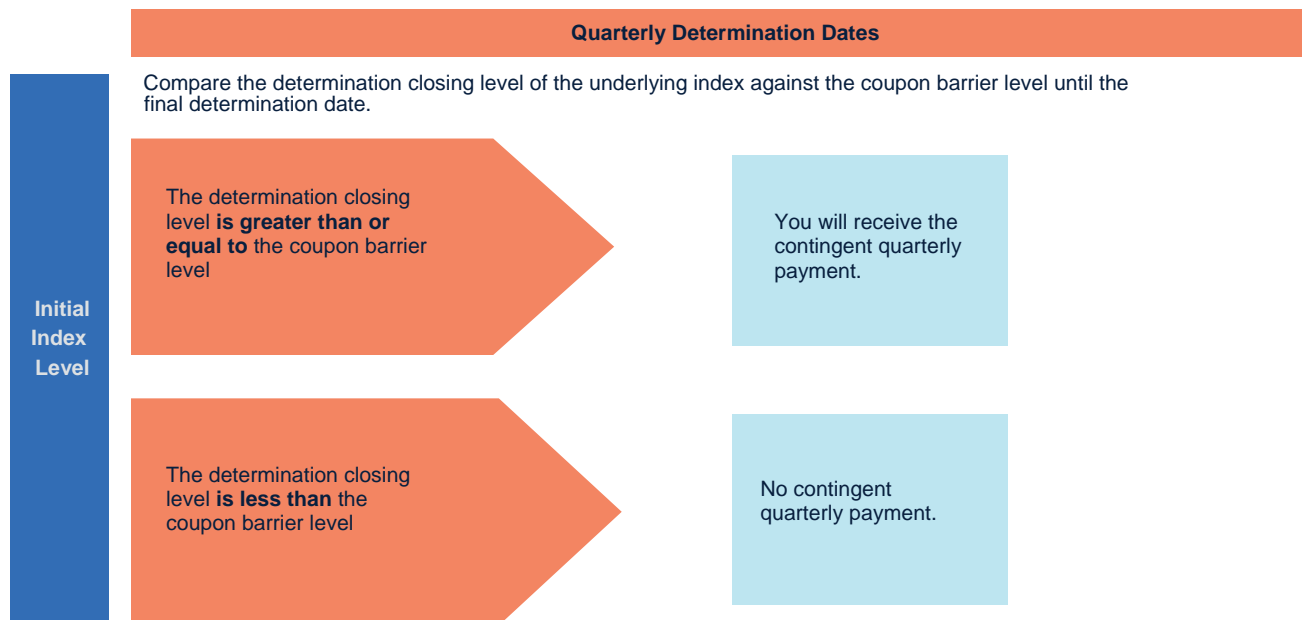 Quarterly Determination Dates
Compare the determination closing level of the underlying index against the coupon barrier level until the
final determination date.
Initial
Index
Level
The determination closing
level is greater than or
equal to the coupon barrier
level
You will receive the
contingent quarterly
payment.
The determination closing
level is less than the
coupon barrier level
No contingent
quarterly payment.